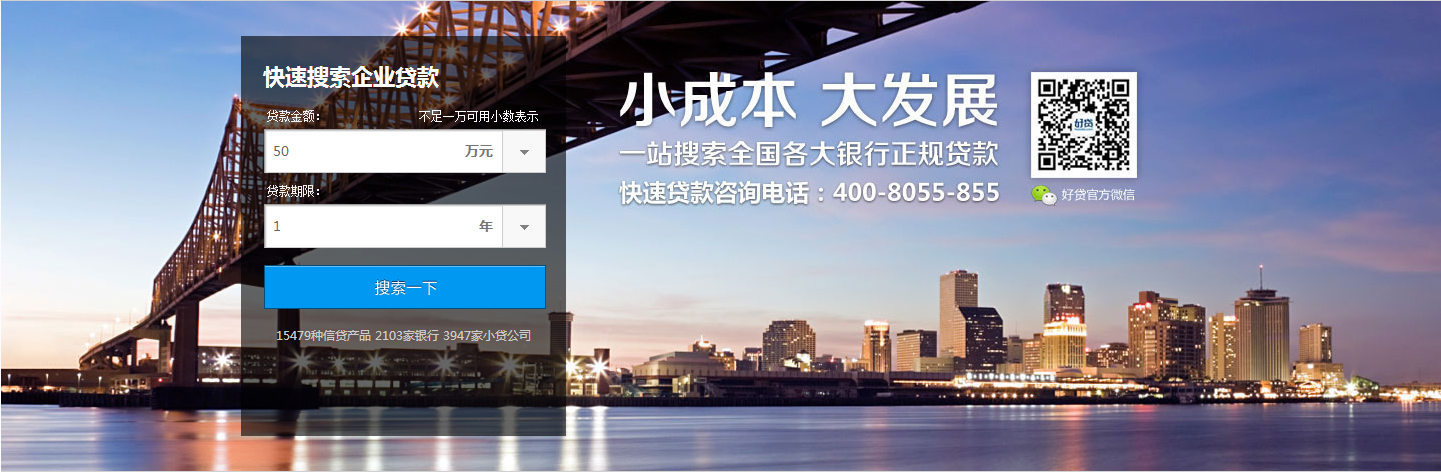 快速搜索企业贷款
贷款金额： 不足一万可用小数表示
50 万元
贷款期限：
1 年
搜索一下
15479种信贷产品 2103家银行 3947家小贷公司
小成本 大发展
一站搜索全国各大银行正规贷款
快速贷款咨询电话：400-8055-855
好贷
好贷官方微信